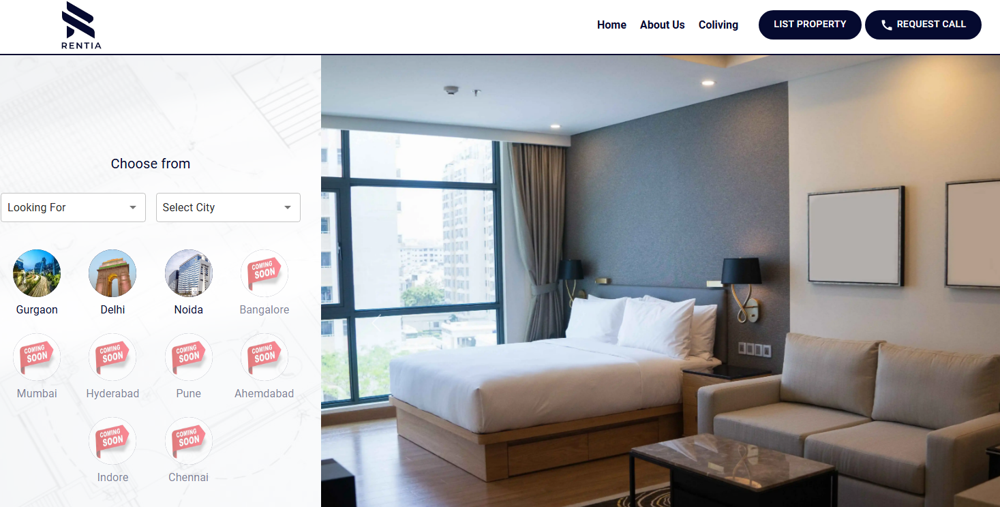 RENTIA
Home About Us Coliving LIST PROPERTY REQUEST CALL
Choose from
Looking For Select City
COMING SOON
Gurgaon Delhi Noida Bangalore
COMING SOON COMING SOON COMING SOON COMING SOON
Mumbai Hyderabad Pune Ahemdabad
COMING SOON COMING SOON
Indore Chennai